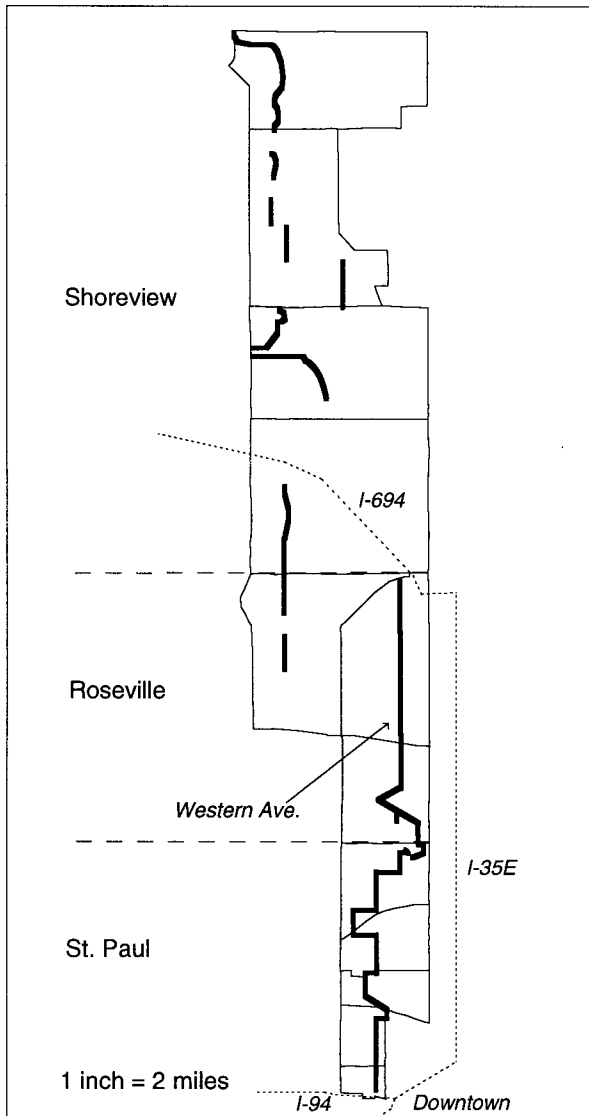 Shoreview
I-694
Roseville
Western Ave.
I-35E
St. Paul
1 inch = 2 miles
I-94
Downtown